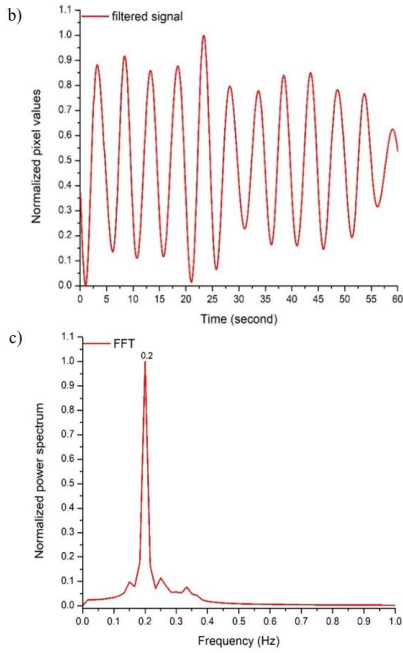 b)
1.1
filtered signal
1.0
0.9
0.8
0.7
0.6
0.5
0.4
0.3
0.2
0.1
0.0
Normalized pixel values
0 5 10 15 20 25 30 35 40 45 50 55 60
Time (second)
c)
1.1
FFT
0.2
1.0
0.9
0.8
0.7
0.6
0.5
0.4
0.3
0.2
0.1
0.0
Normalized power spectrum
0.0 0.1 0.2 0.3 0.4 0.5 0.6 0.7 0.8 0.9 1.0
Frequency (Hz)